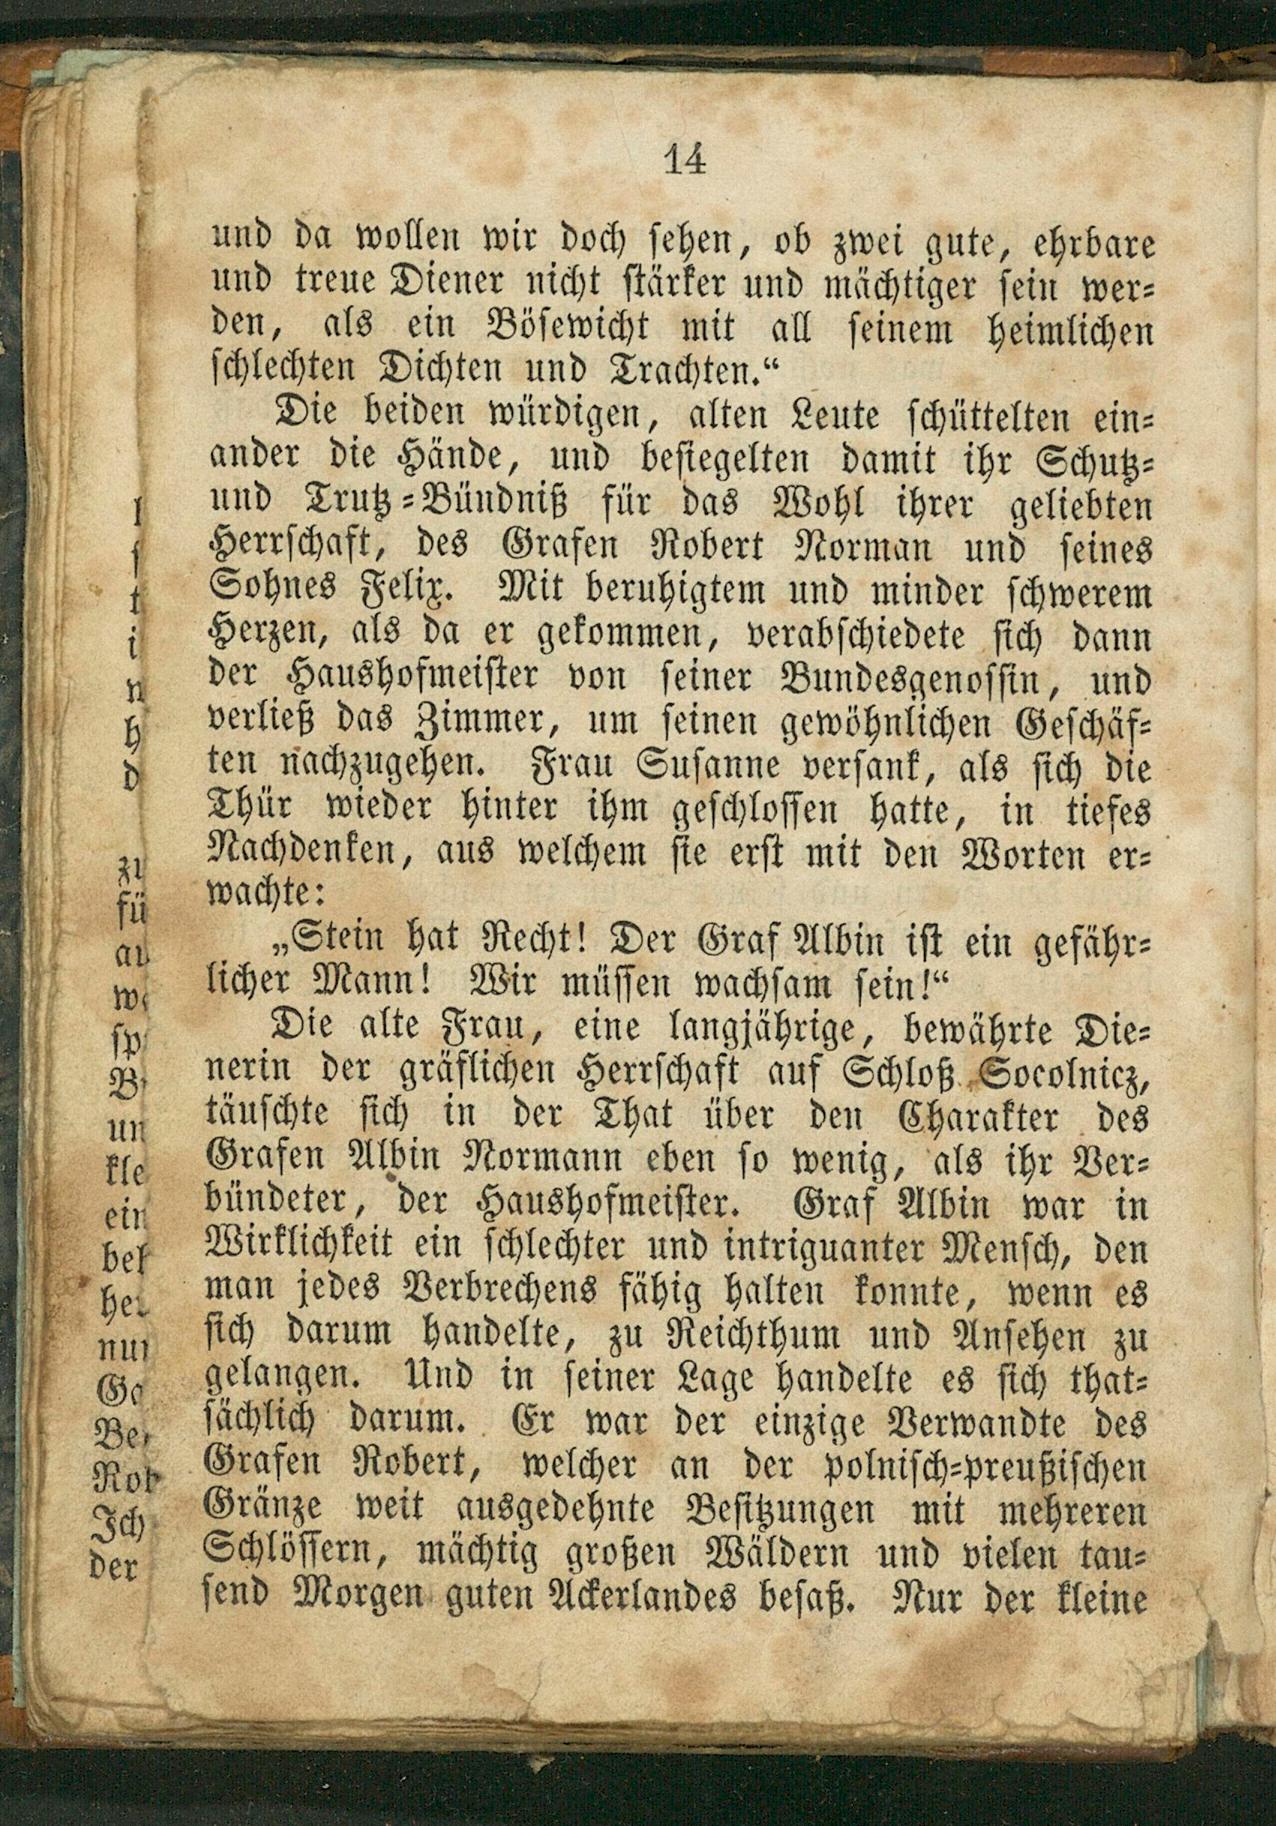 14
und da wollen wir doch sehen, ob zwei gute, ehrbare
und treue Diener nicht stärker und mächtiger sein wer-
den, als ein Bösewicht mit all seinem heimlichen
schlechten Dichten und Trachten.“
Die beiden würdigen, alten Leute schüttelten ein-
ander die Hände, und besiegelten damit ihr Schutz-
und Trutz-Bündniß für das Wohl ihrer geliebten
Herrschaft, des Grafen Robert Norman und seines
Sohnes Felix. Mit beruhigtem und minder schwerem
Herzen, als da er gekommen, verabschiedete sich dann
der Haushofmeister von seiner Bundesgenossin, und
verließ das Zimmer, um seinen gewöhnlichen Geschäf-
ten nachzugehen. Frau Susanne versank, als sich die
Thür wieder hinter ihm geschlossen hatte, in tiefes
Nachdenken, aus welchem sie erst mit den Worten er-
wachte:
„Stein hat Recht! Der Graf Albin ist ein gefähr-
licher Mann! Wir müssen wachsam sein!“
Die alte Frau, eine langjährige, bewährte Die-
nerin der gräflichen Herrschaft auf Schloß Socolnicz,
täuschte sich in der That über den Charakter des
Grafen Albin Normann eben so wenig, als ihr Ver-
bündeter, der Haushofmeister. Graf Albin war in
Wirklichkeit ein schlechter und intriguanter Mensch, den
man jedes Verbrechens fähig halten konnte, wenn es
sich darum handelte, zu Reichthum und Ansehen zu
gelangen. Und in seiner Lage handelte es sich that-
sächlich darum. Er war der einzige Verwandte des
Grafen Robert, welcher an der polnisch-preußischen
Gränze weit ausgedehnte Besitzungen mit mehreren
Schlössern, mächtig großen Wäldern und vielen tau-
send Morgen guten Ackerlandes besaß. Nur der kleine